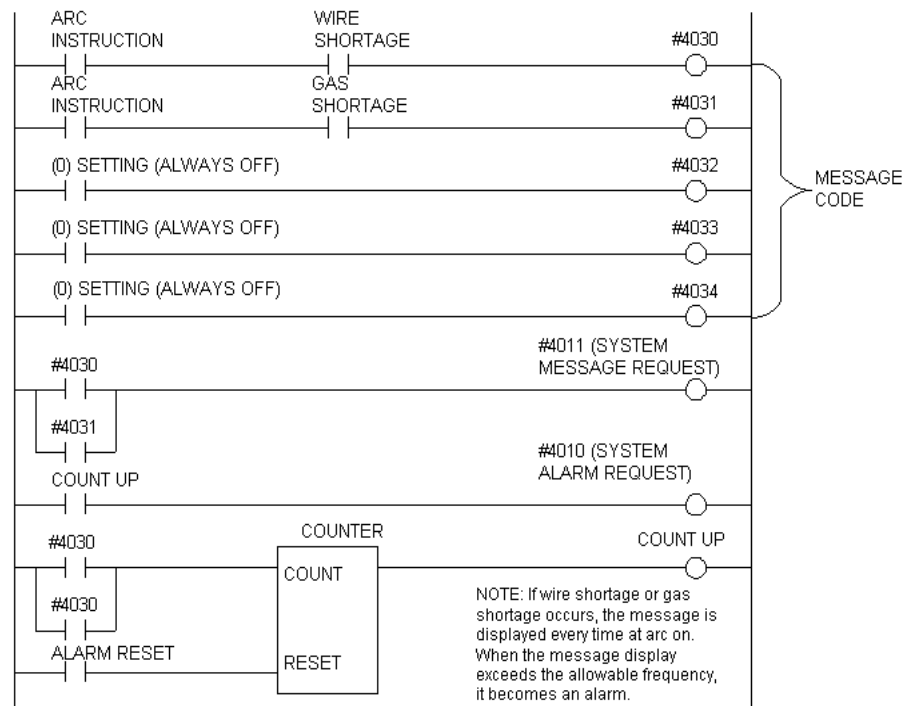 ARC
INSTRUCTION
WIRE
SHORTAGE
#4030
ARC
INSTRUCTION
GAS
SHORTAGE
#4031
(0) SETTING (ALWAYS OFF)
#4032
MESSAGE
CODE
(0) SETTING (ALWAYS OFF)
#4033
(0) SETTING (ALWAYS OFF)
#4034
#4030
#4011 (SYSTEM
MESSAGE REQUEST)
#4031
#4010 (SYSTEM
ALARM REQUEST)
COUNT UP
#4030
COUNTER
COUNT UP
COUNT
#4030
ALARM RESET
RESET
NOTE: If wire shortage or gas
shortage occurs, the message is
displayed every time at arc on.
When the message display
exceeds the allowable frequency,
it becomes an alarm.